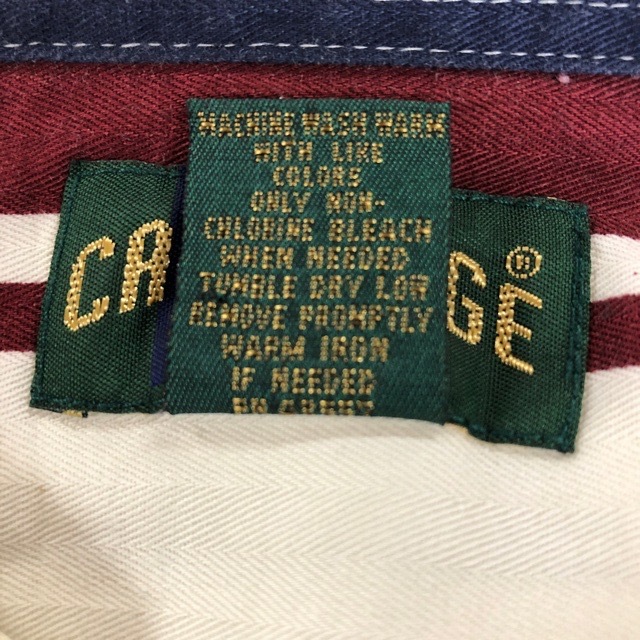 MACHINE WASH WARM
WITH LIKE
COLORS
ONLY NON-
CHLORINE BLEACH
WHEN NEEDED
TUMBLE DRY LOW
REMOVE PROMPTLY
WARM IRON
IF NEEDED
CA GE®